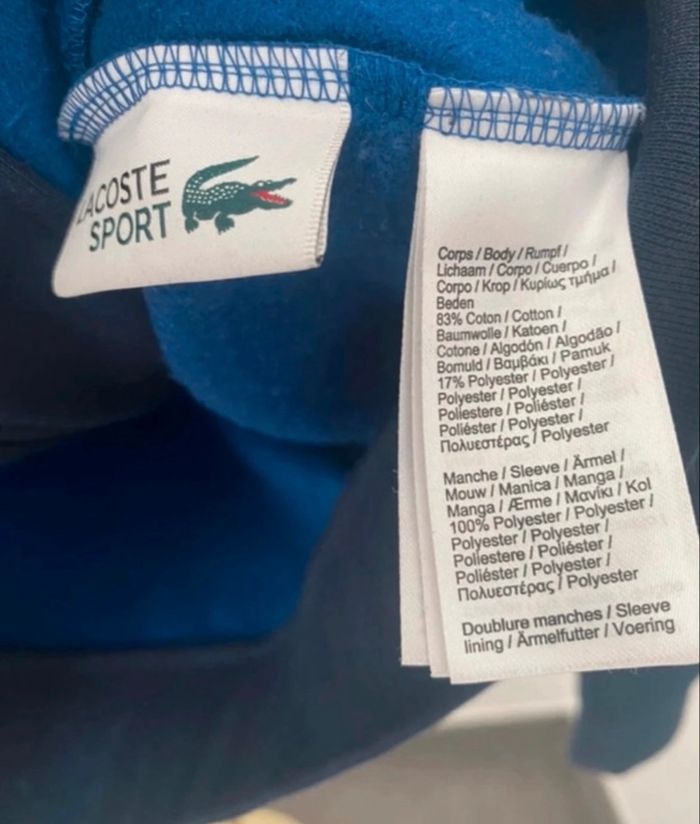 LACOSTE
SPORT
Corps / Body / Rumpf /
Lichaam / Corpo / Cuerpo /
Corpo / Krop / Κυρίως τμήμα /
Beden
83% Coton / Cotton /
Baumwolle / Katoen /
Cotone / Algodón / Algodão /
Bomuld / Βαμβάκι / Pamuk
17% Polyester / Polyester /
Polyester / Polyester /
Poliestere / Poliéster /
Poliéster / Polyester /
Πολυεστέρας / Polyester
Manche / Sleeve / Ärmel /
Mouw / Manica / Manga /
Manga / Ærme / Μανίκι / Kol
100% Polyester / Polyester /
Polyester / Polyester /
Poliestere / Poliéster /
Poliéster / Polyester /
Πολυεστέρας / Polyester
Doublure manches / Sleeve
lining / Ärmelfutter / Voering